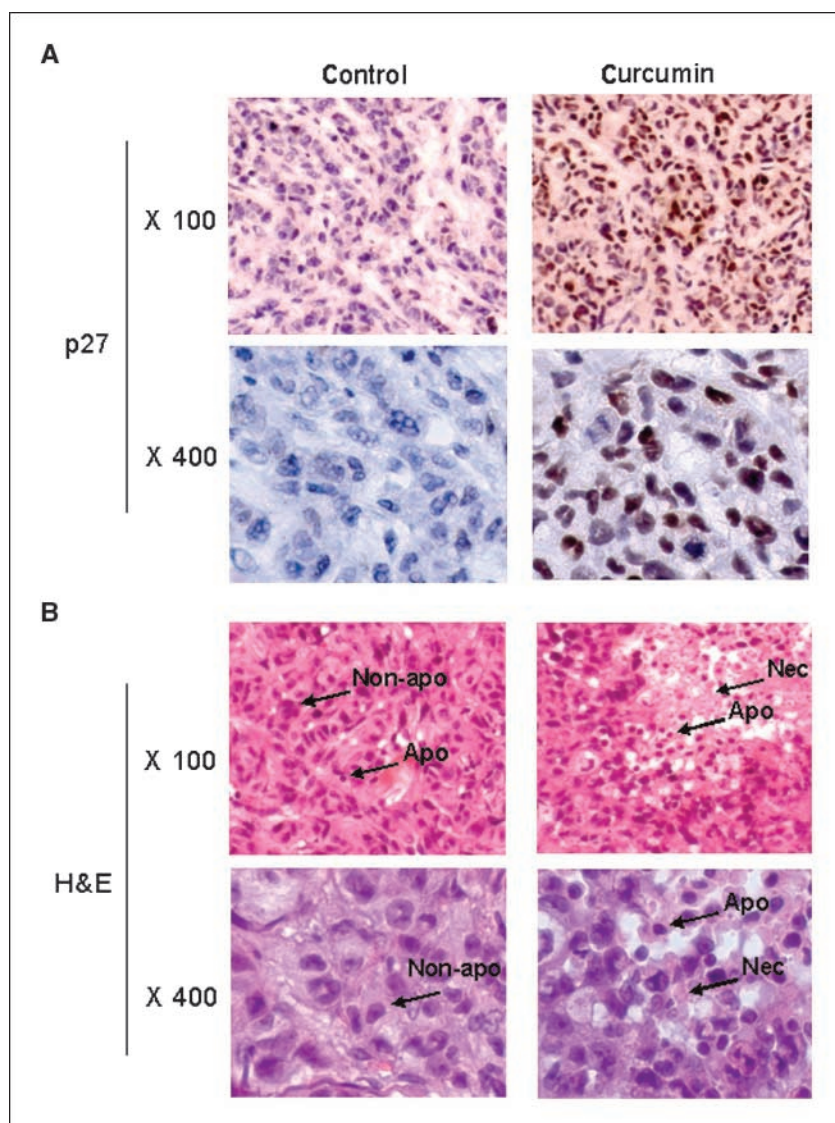 A
Control Curcumin
X 100
p27
X 400
B
Non-apo
Apo
Nec
Apo
X 100
H&E
Non-apo
Apo
Nec
X 400